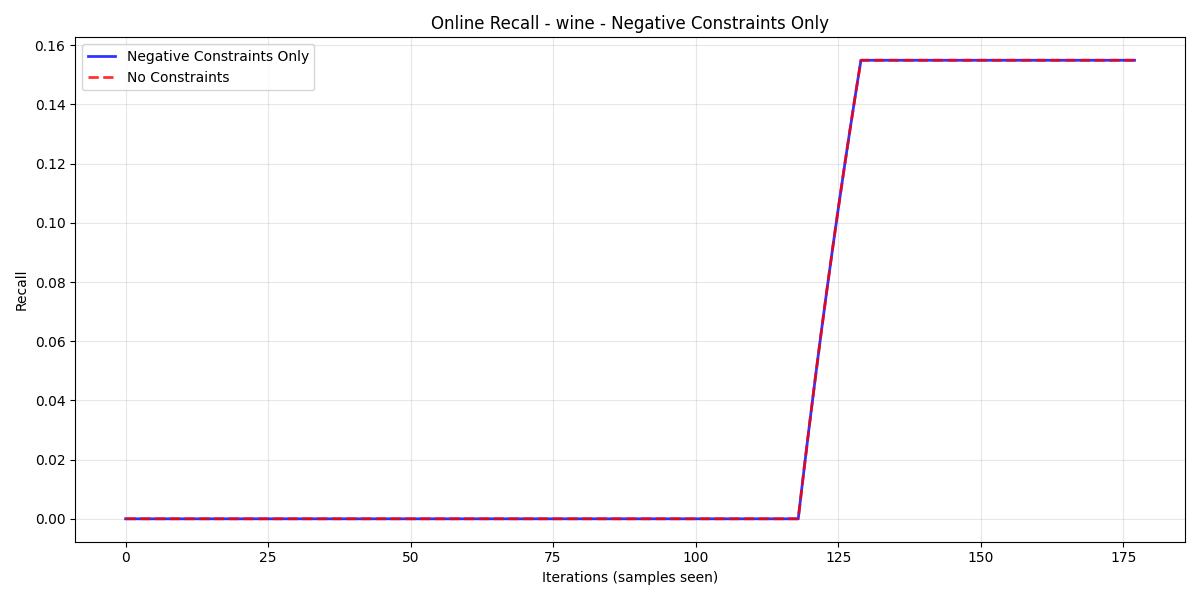 Online Recall - wine - Negative Constraints Only
Negative Constraints Only
No Constraints
Recall
0.16
0.14
0.12
0.10
0.08
0.06
0.04
0.02
0.00
0 25 50 75 100 125 150 175
Iterations (samples seen)